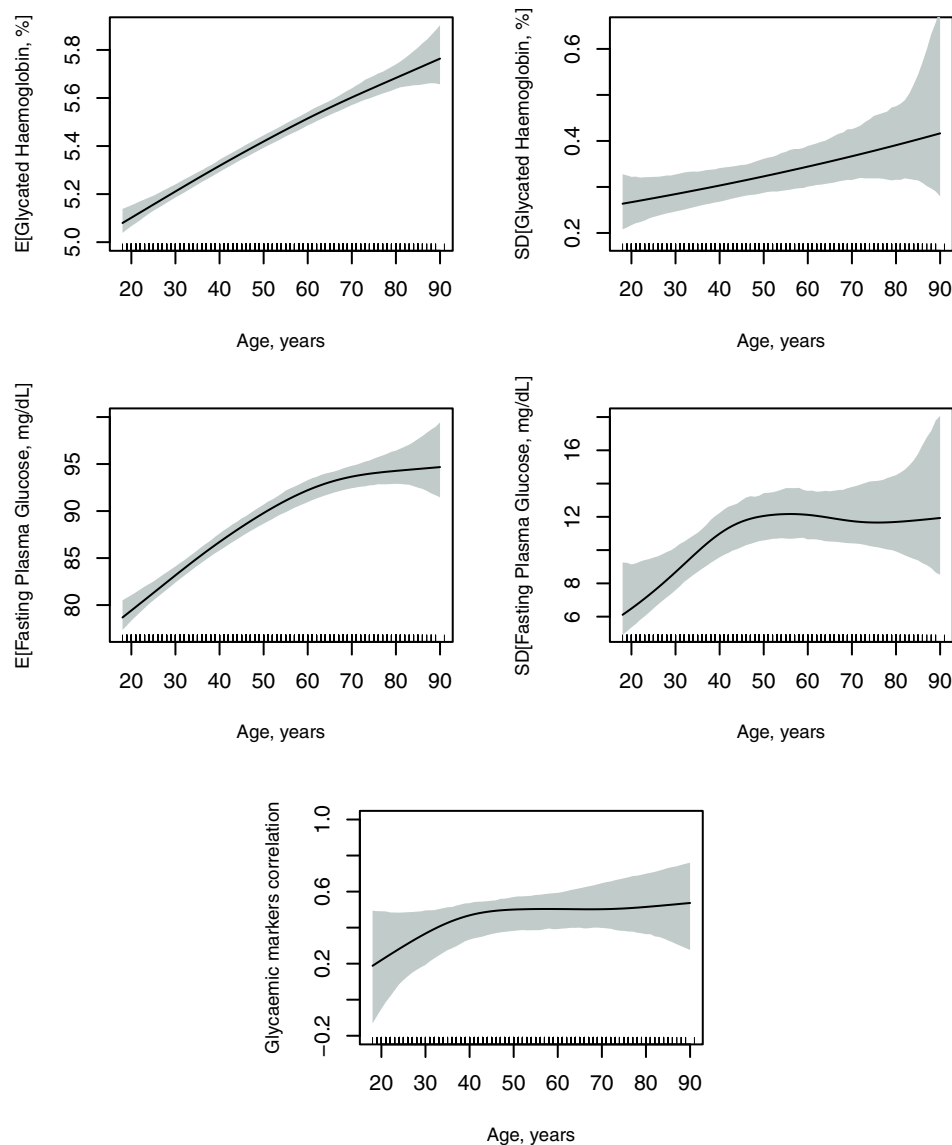 E[Glycated Haemoglobin, %]
5.0 5.2 5.4 5.6 5.8
20 30 40 50 60 70 80 90
Age, years
SD[Glycated Haemoglobin, %]
0.2 0.4 0.6
20 30 40 50 60 70 80 90
Age, years
E[Fasting Plasma Glucose, mg/dL]
80 85 90 95
20 30 40 50 60 70 80 90
Age, years
SD[Fasting Plasma Glucose, mg/dL]
6 8 12 16
20 30 40 50 60 70 80 90
Age, years
Glycaemic markers correlation
−0.2 0.2 0.6 1.0
20 30 40 50 60 70 80 90
Age, years